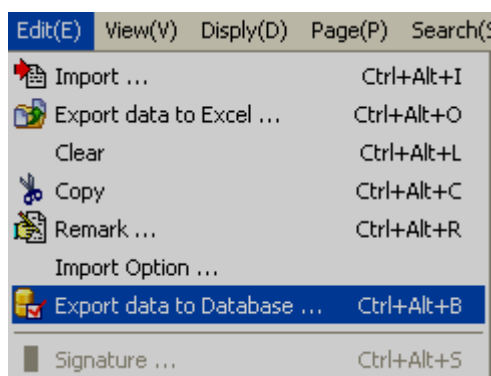 Edit(E) View(V) Disply(D) Page(P) Search(S
Import ... Ctrl+Alt+I
Export data to Excel ... Ctrl+Alt+O
Clear Ctrl+Alt+L
Copy Ctrl+Alt+C
Remark ... Ctrl+Alt+R
Import Option ...
Export data to Database ... Ctrl+Alt+B
Signature ... Ctrl+Alt+S